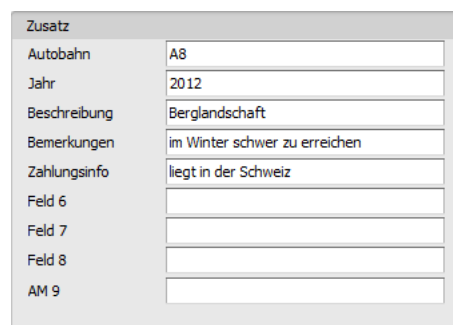 Zusatz
Autobahn A8
Jahr 2012
Beschreibung Berglandschaft
Bemerkungen im Winter schwer zu erreichen
Zahlungsinfo liegt in der Schweiz
Feld 6
Feld 7
Feld 8
AM 9